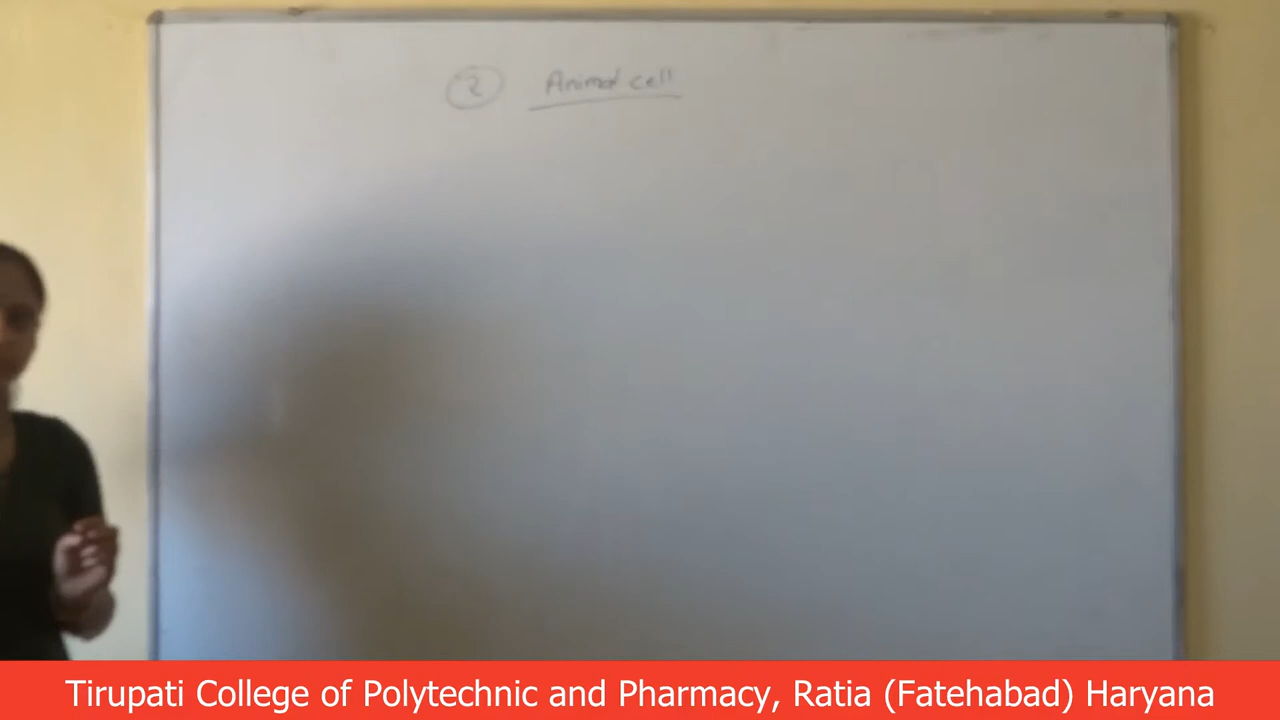 2 Animal cell
Tirupati College of Polytechnic and Pharmacy, Ratia (Fatehabad) Haryana